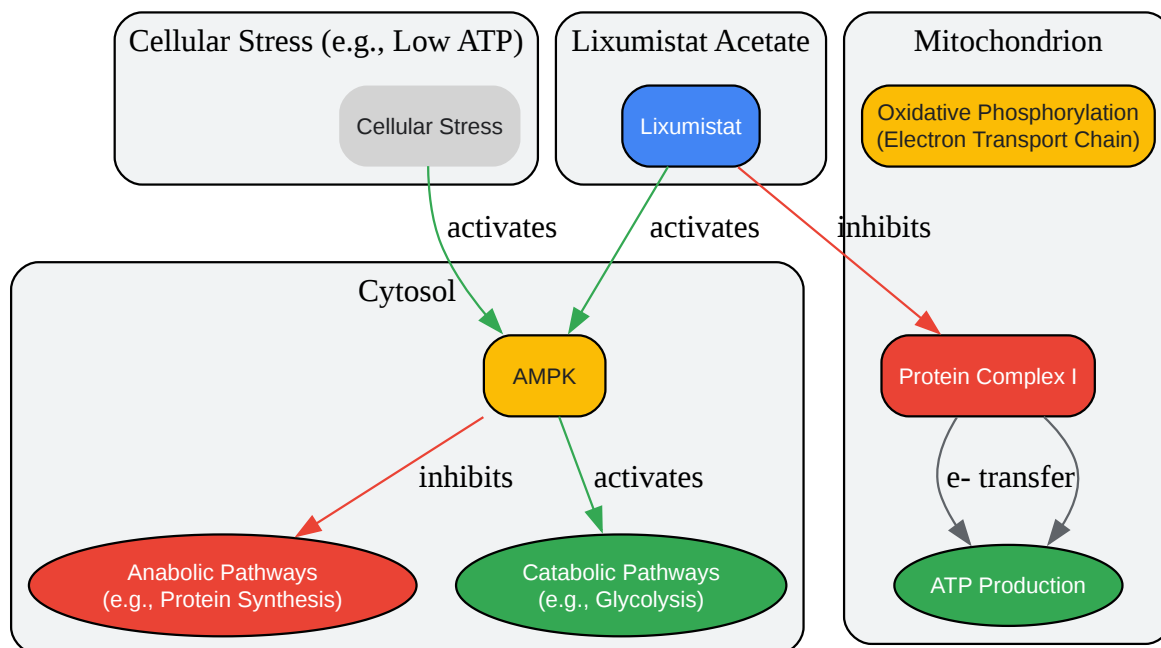 Cellular Stress (e.g., Low ATP)
Lixumistat Acetate
Mitochondrion
Cellular Stress
Lixumistat
Oxidative Phosphorylation
(Electron Transport Chain)
activates
activates
inhibits
Cytosol
AMPK
Protein Complex I
inhibits
activates
e- transfer
Anabolic Pathways
(e.g., Protein Synthesis)
Catabolic Pathways
(e.g., Glycolysis)
ATP Production